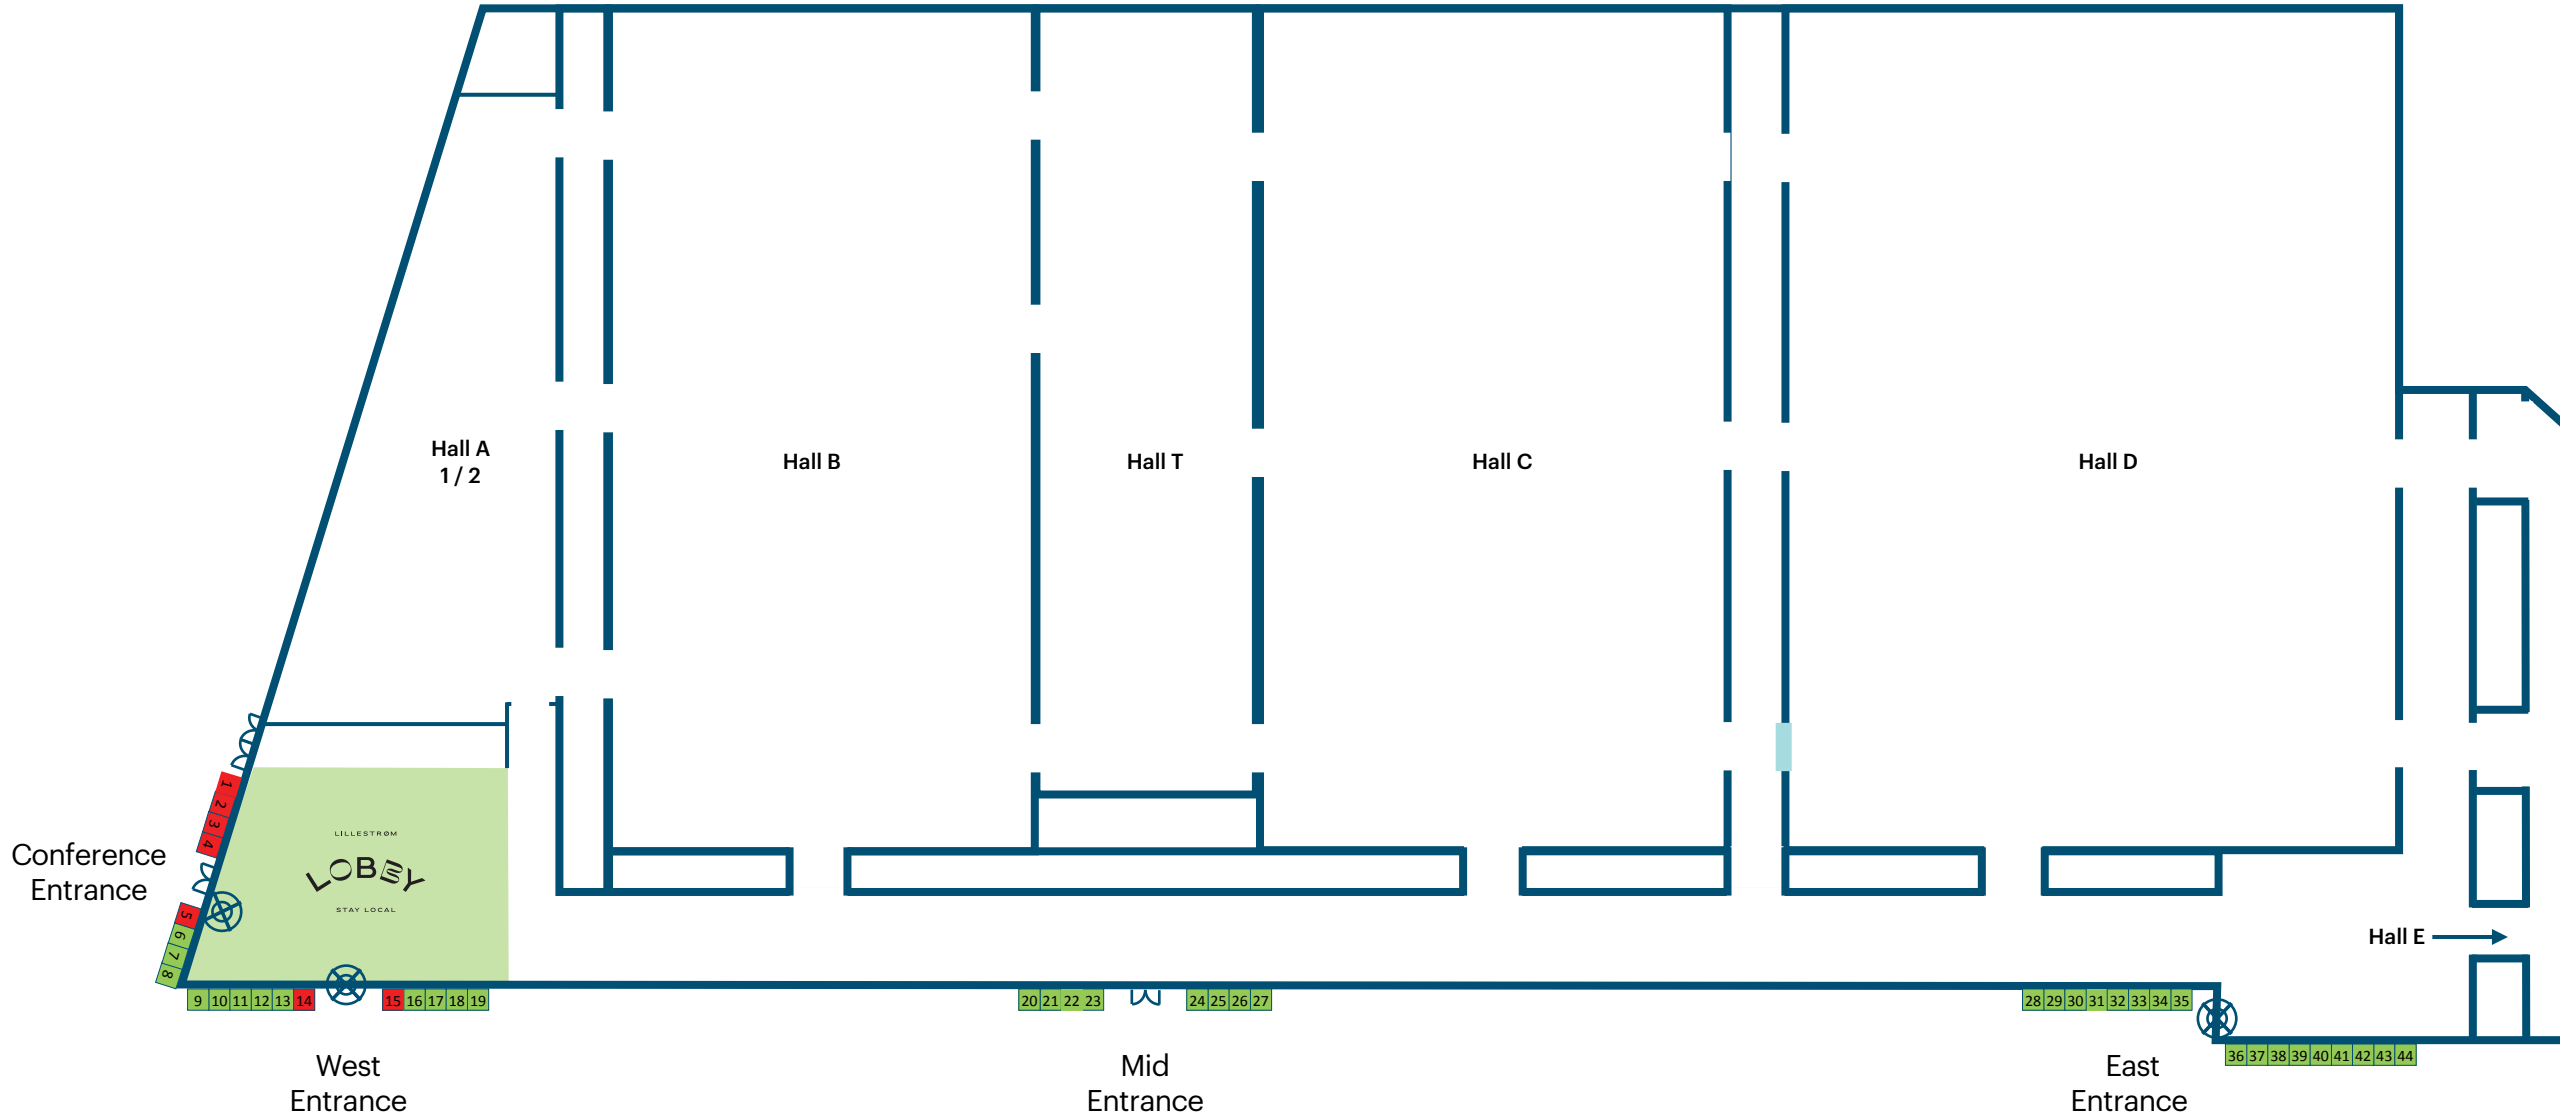 Hall A
1 / 2
Hall B
Hall T
Hall C
Hall D
1
2
3
4
LILLESTRØM
LOBBY
STAY LOCAL
Conference
Entrance
5
6
7
8
Hall E
9 10 11 12 13 14
15 16 17 18 19
20 21 22 23
24 25 26 27
28 29 30 31 32 33 34 35
36 37 38 39 40 41 42 43 44
West
Entrance
Mid
Entrance
East
Entrance